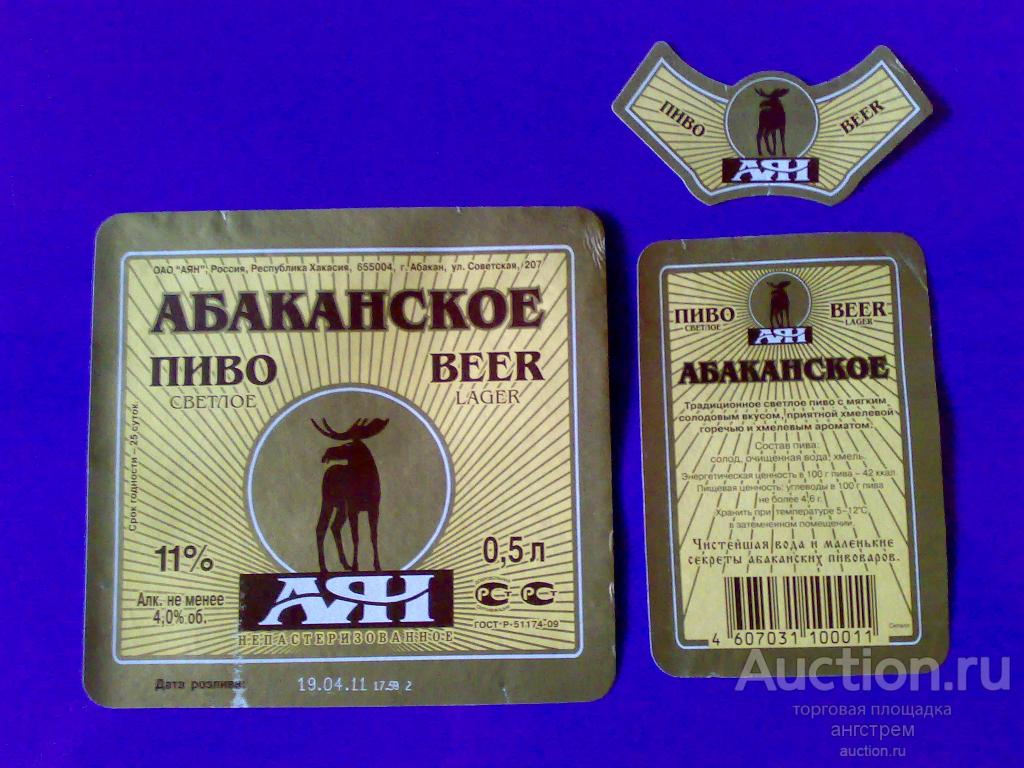 ПИВО
BEER
АЯН
ОАО "АЯН", Россия, Республика Хакасия, 655004, г. Абакан, ул. Советская, 207
АБАКАНСКОЕ
ПИВО
BEER
СВЕТЛОЕ
LAGER
Срок годности – 25 суток.
11%
0,5 л
Алк. не менее
4,0% об.
АЯН
НЕПАСТЕРИЗОВАННОЕ
ГОСТ-Р-51174-09
Дата розлива:
19.04.11 17.59 2
ПИВО
BEER
СВЕТЛОЕ
LAGER
АЯН
АБАКАНСКОЕ
Традиционное светлое пиво с мягким
солодовым вкусом, приятной хмелевой
горечью и хмелевым ароматом.
Состав пива:
солод, очищенная вода, хмель.
Энергетическая ценность в 100 г пива – 42 ккал.
Пищевая ценность: углеводы в 100 г пива
не более 4,6 г.
Хранить при температуре 5–12°С
в затемненном помещении.
Чистейшая вода и маленькие
секреты абаканских пивоваров.
4 607031 100011
Auction.ru
торговая площадка
ангстрем
auction.ru